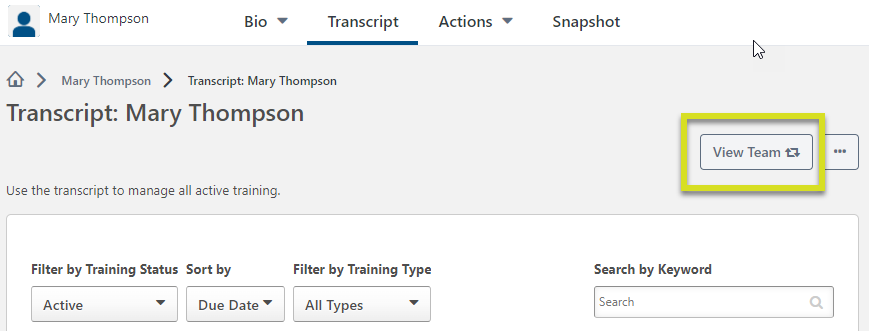 Mary Thompson
Bio Transcript Actions Snapshot
Mary Thompson Transcript: Mary Thompson
Transcript: Mary Thompson
View Team ...
Use the transcript to manage all active training.
Filter by Training Status Sort by Filter by Training Type Search by Keyword
Active Due Date All Types Search